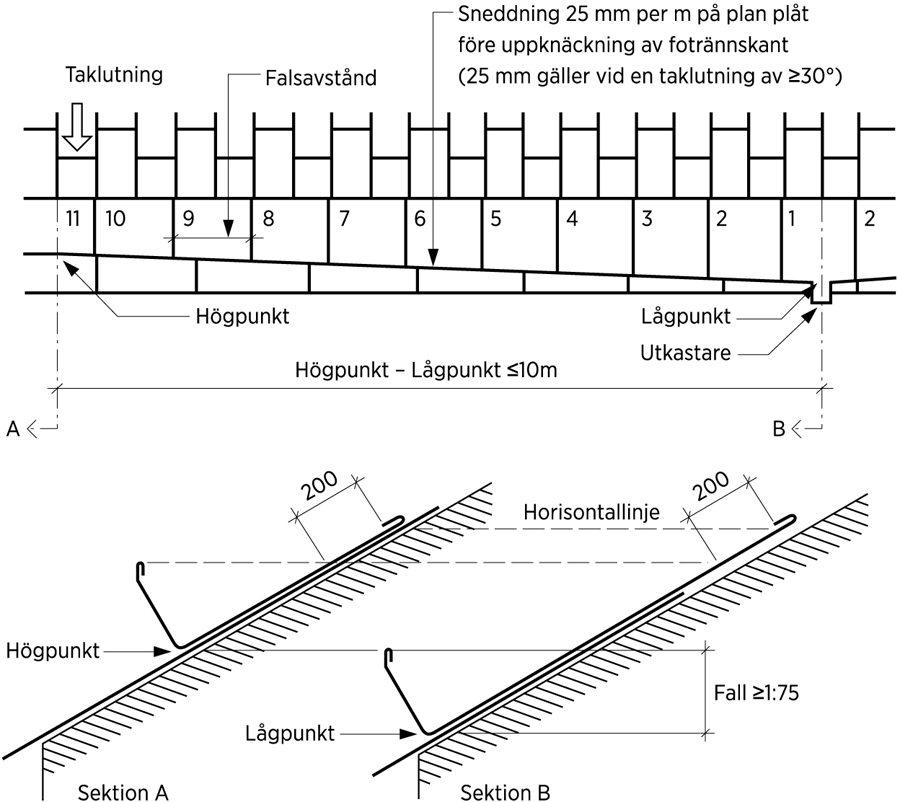 Sneddning 25 mm per m på plan plåt
före uppknäckning av fotrännskant
(25 mm gäller vid en taklutning av ≥30°)
Taklutning
Falsavstånd
11 10 9 8 7 6 5 4 3 2 1 2
Högpunkt
Lågpunkt
Utkastare
Högpunkt – Lågpunkt ≤10m
A
B
200
200
Horisontallinje
Högpunkt
Fall ≥1:75
Lågpunkt
Sektion A
Sektion B